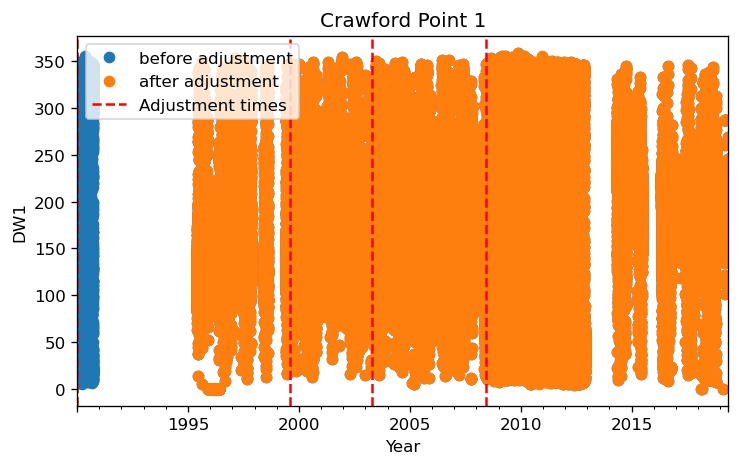 Crawford Point 1
before adjustment
after adjustment
Adjustment times
350
300
250
200
150
100
50
0
DW1
1995 2000 2005 2010 2015
Year